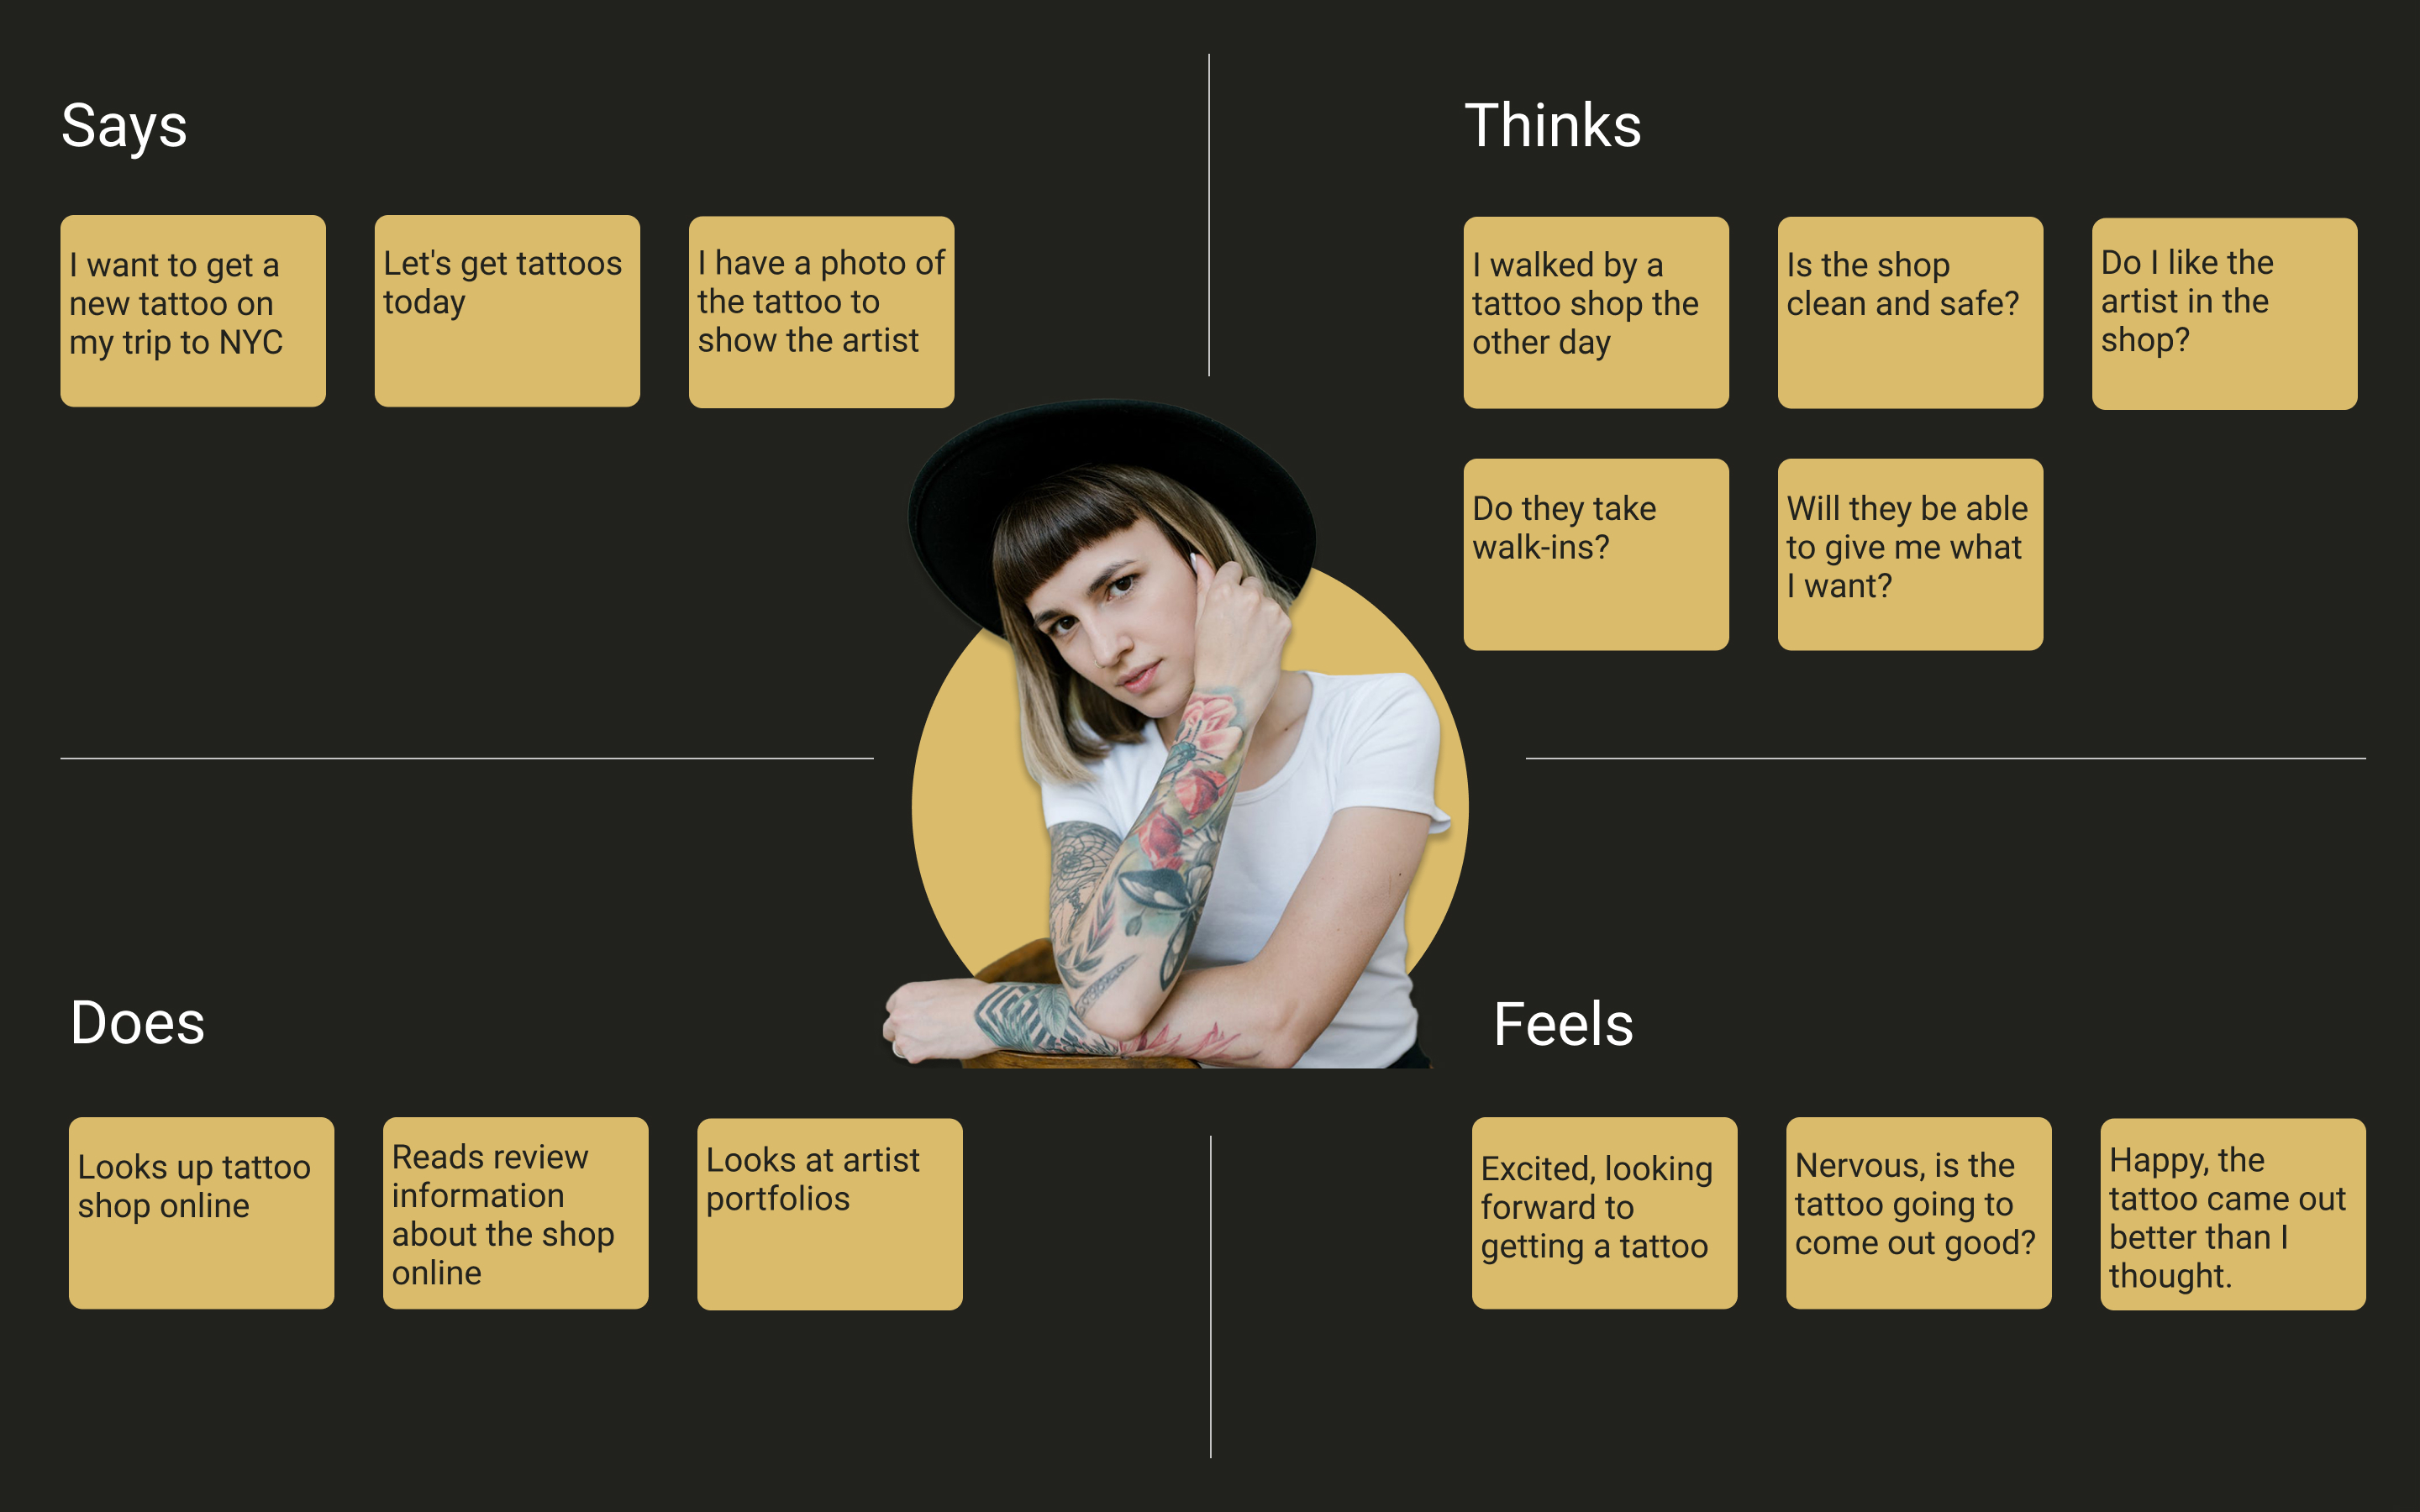 Says
I want to get a
new tattoo on
my trip to NYC
Let's get tattoos
today
I have a photo of
the tattoo to
show the artist
Thinks
I walked by a
tattoo shop the
other day
Is the shop
clean and safe?
Do I like the
artist in the
shop?
Do they take
walk-ins?
Will they be able
to give me what
I want?
Does
Looks up tattoo
shop online
Reads review
information
about the shop
online
Looks at artist
portfolios
Feels
Excited, looking
forward to
getting a tattoo
Nervous, is the
tattoo going to
come out good?
Happy, the
tattoo came out
better than I
thought.